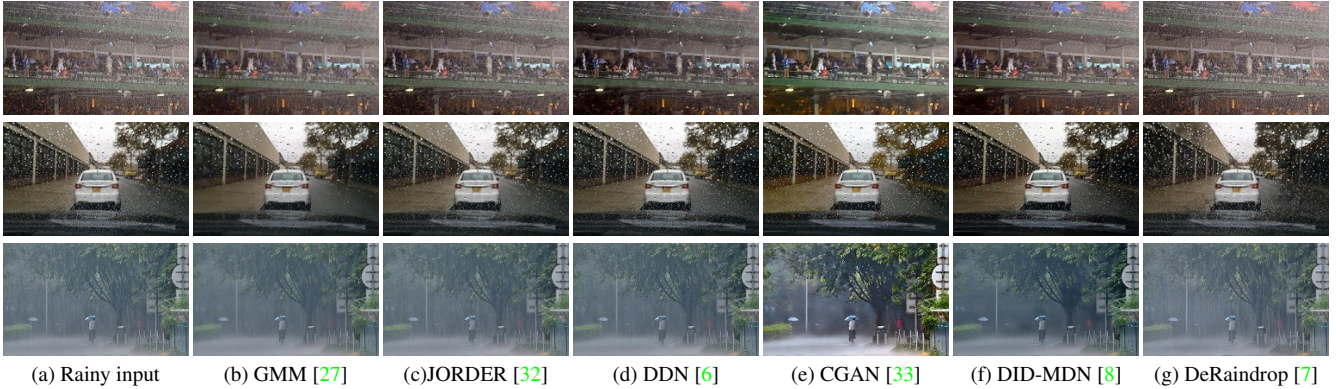 (a) Rainy input (b) GMM [27] (c)JORDER [32] (d) DDN [6] (e) CGAN [33] (f) DID-MDN [8] (g) DeRaindrop [7]